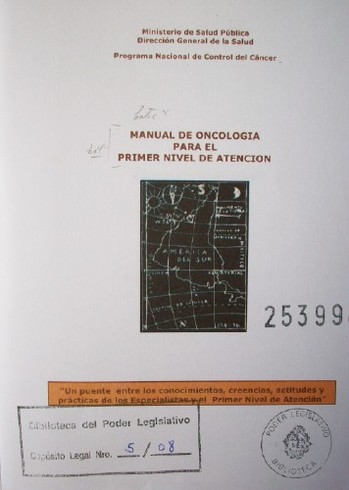 Ministerio de Salud Pública
Dirección General de la Salud
Programa Nacional de Control del Cáncer
MANUAL DE ONCOLOGIA
PARA EL
PRIMER NIVEL DE ATENCION
S
AMÉRICA
DEL SUR
25399
"Un puente entre los conocimientos, creencias, actitudes y
prácticas de los Especialistas y el Primer Nivel de Atención"
Biblioteca del Poder Legislativo
Depósito Legal Nro. 5 / 08
PODER LEGISLATIVO
BIBLIOTECA